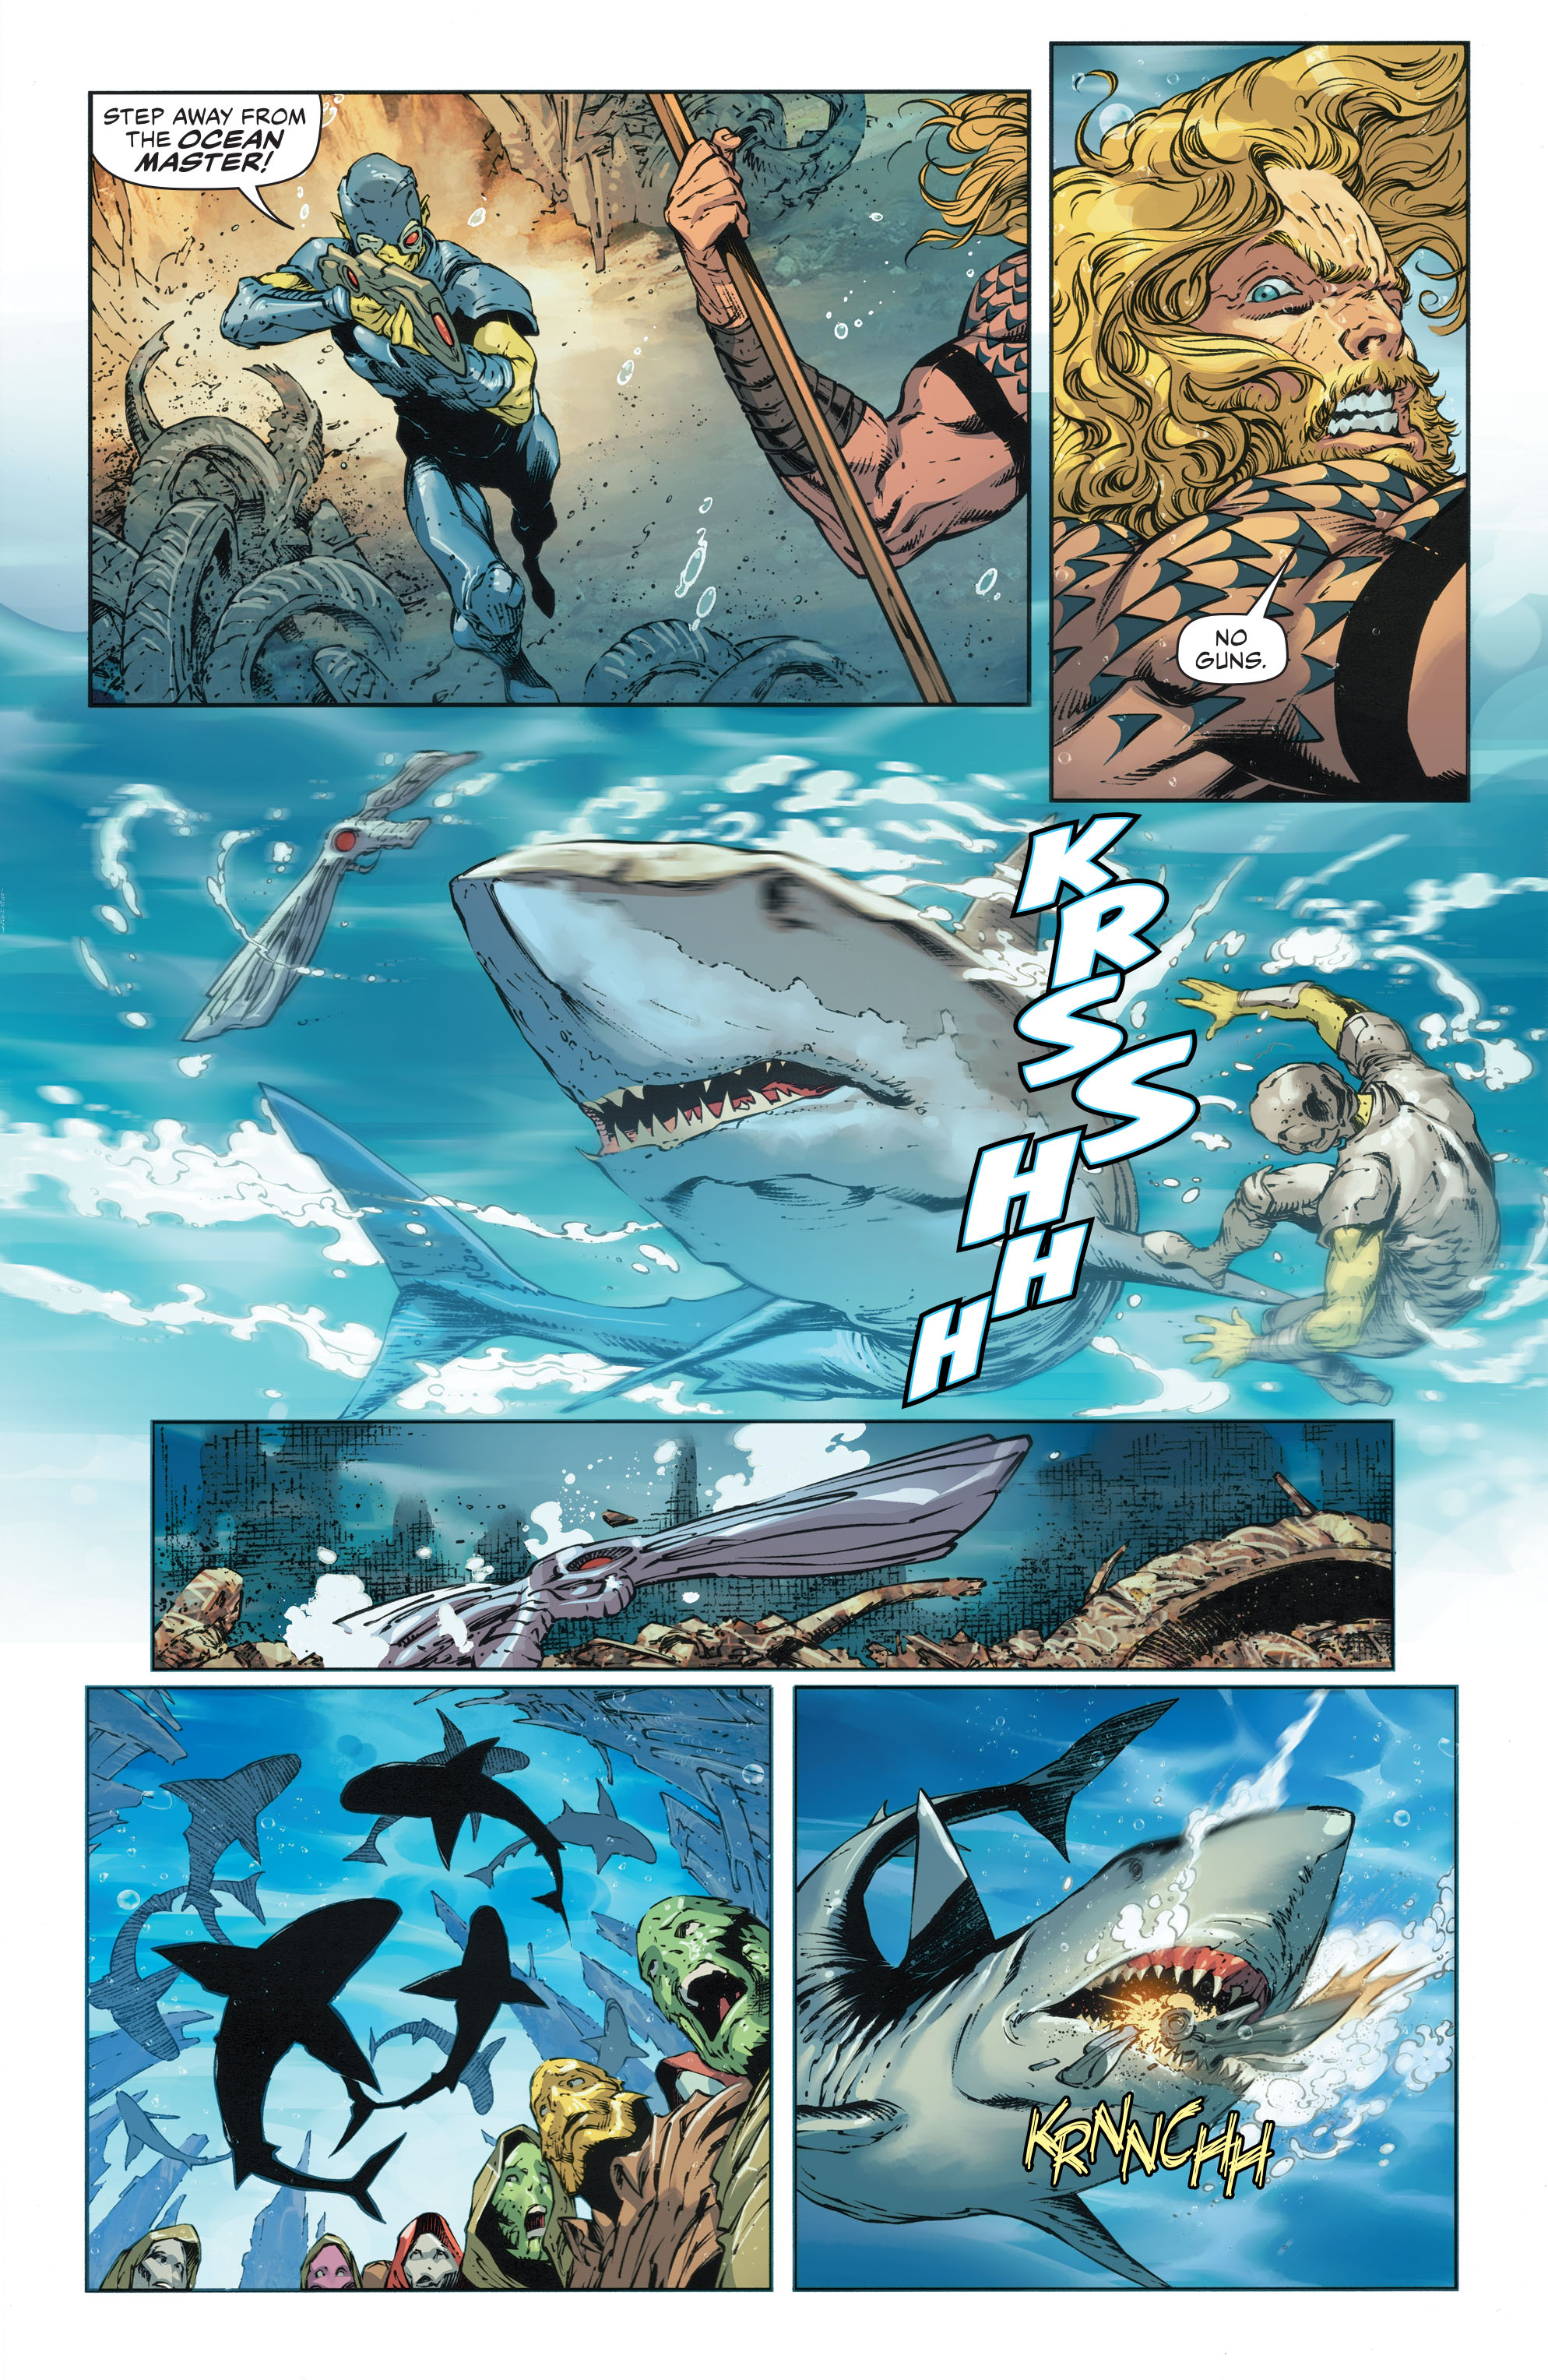 STEP AWAY FROM
THE OCEAN
MASTER!
NO
GUNS.
KRSSHHH
KRNNCHH